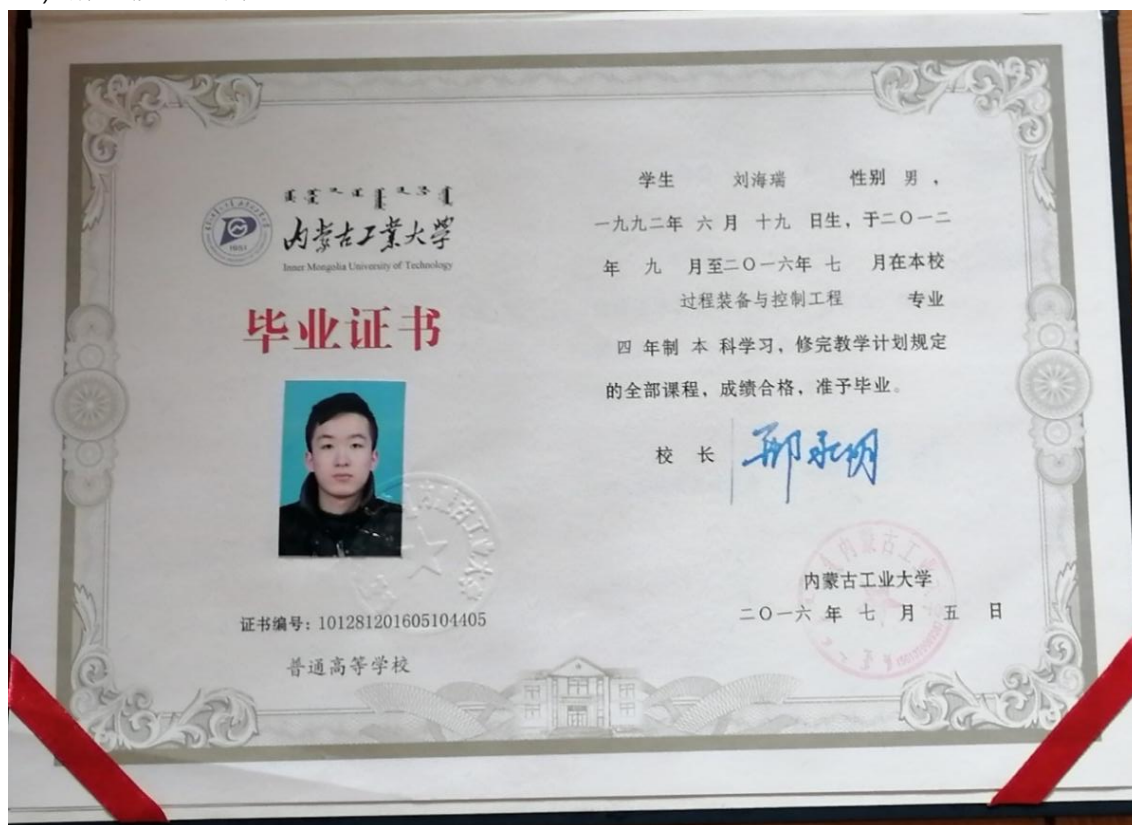 内蒙古工業大學
Inner Mongolia University of Technology
毕业证书
证书编号：101281201605104405
普通高等学校
学生 刘海瑞 性别 男，
一九九二年 六 月 十九 日生，于二〇一二
年 九 月至二〇一六年 七 月在本校
过程装备与控制工程 专业
四 年制 本 科学习，修完教学计划规定
的全部课程，成绩合格，准予毕业。
校 长
内蒙古工业大学
二〇一六 年 七 月 五 日